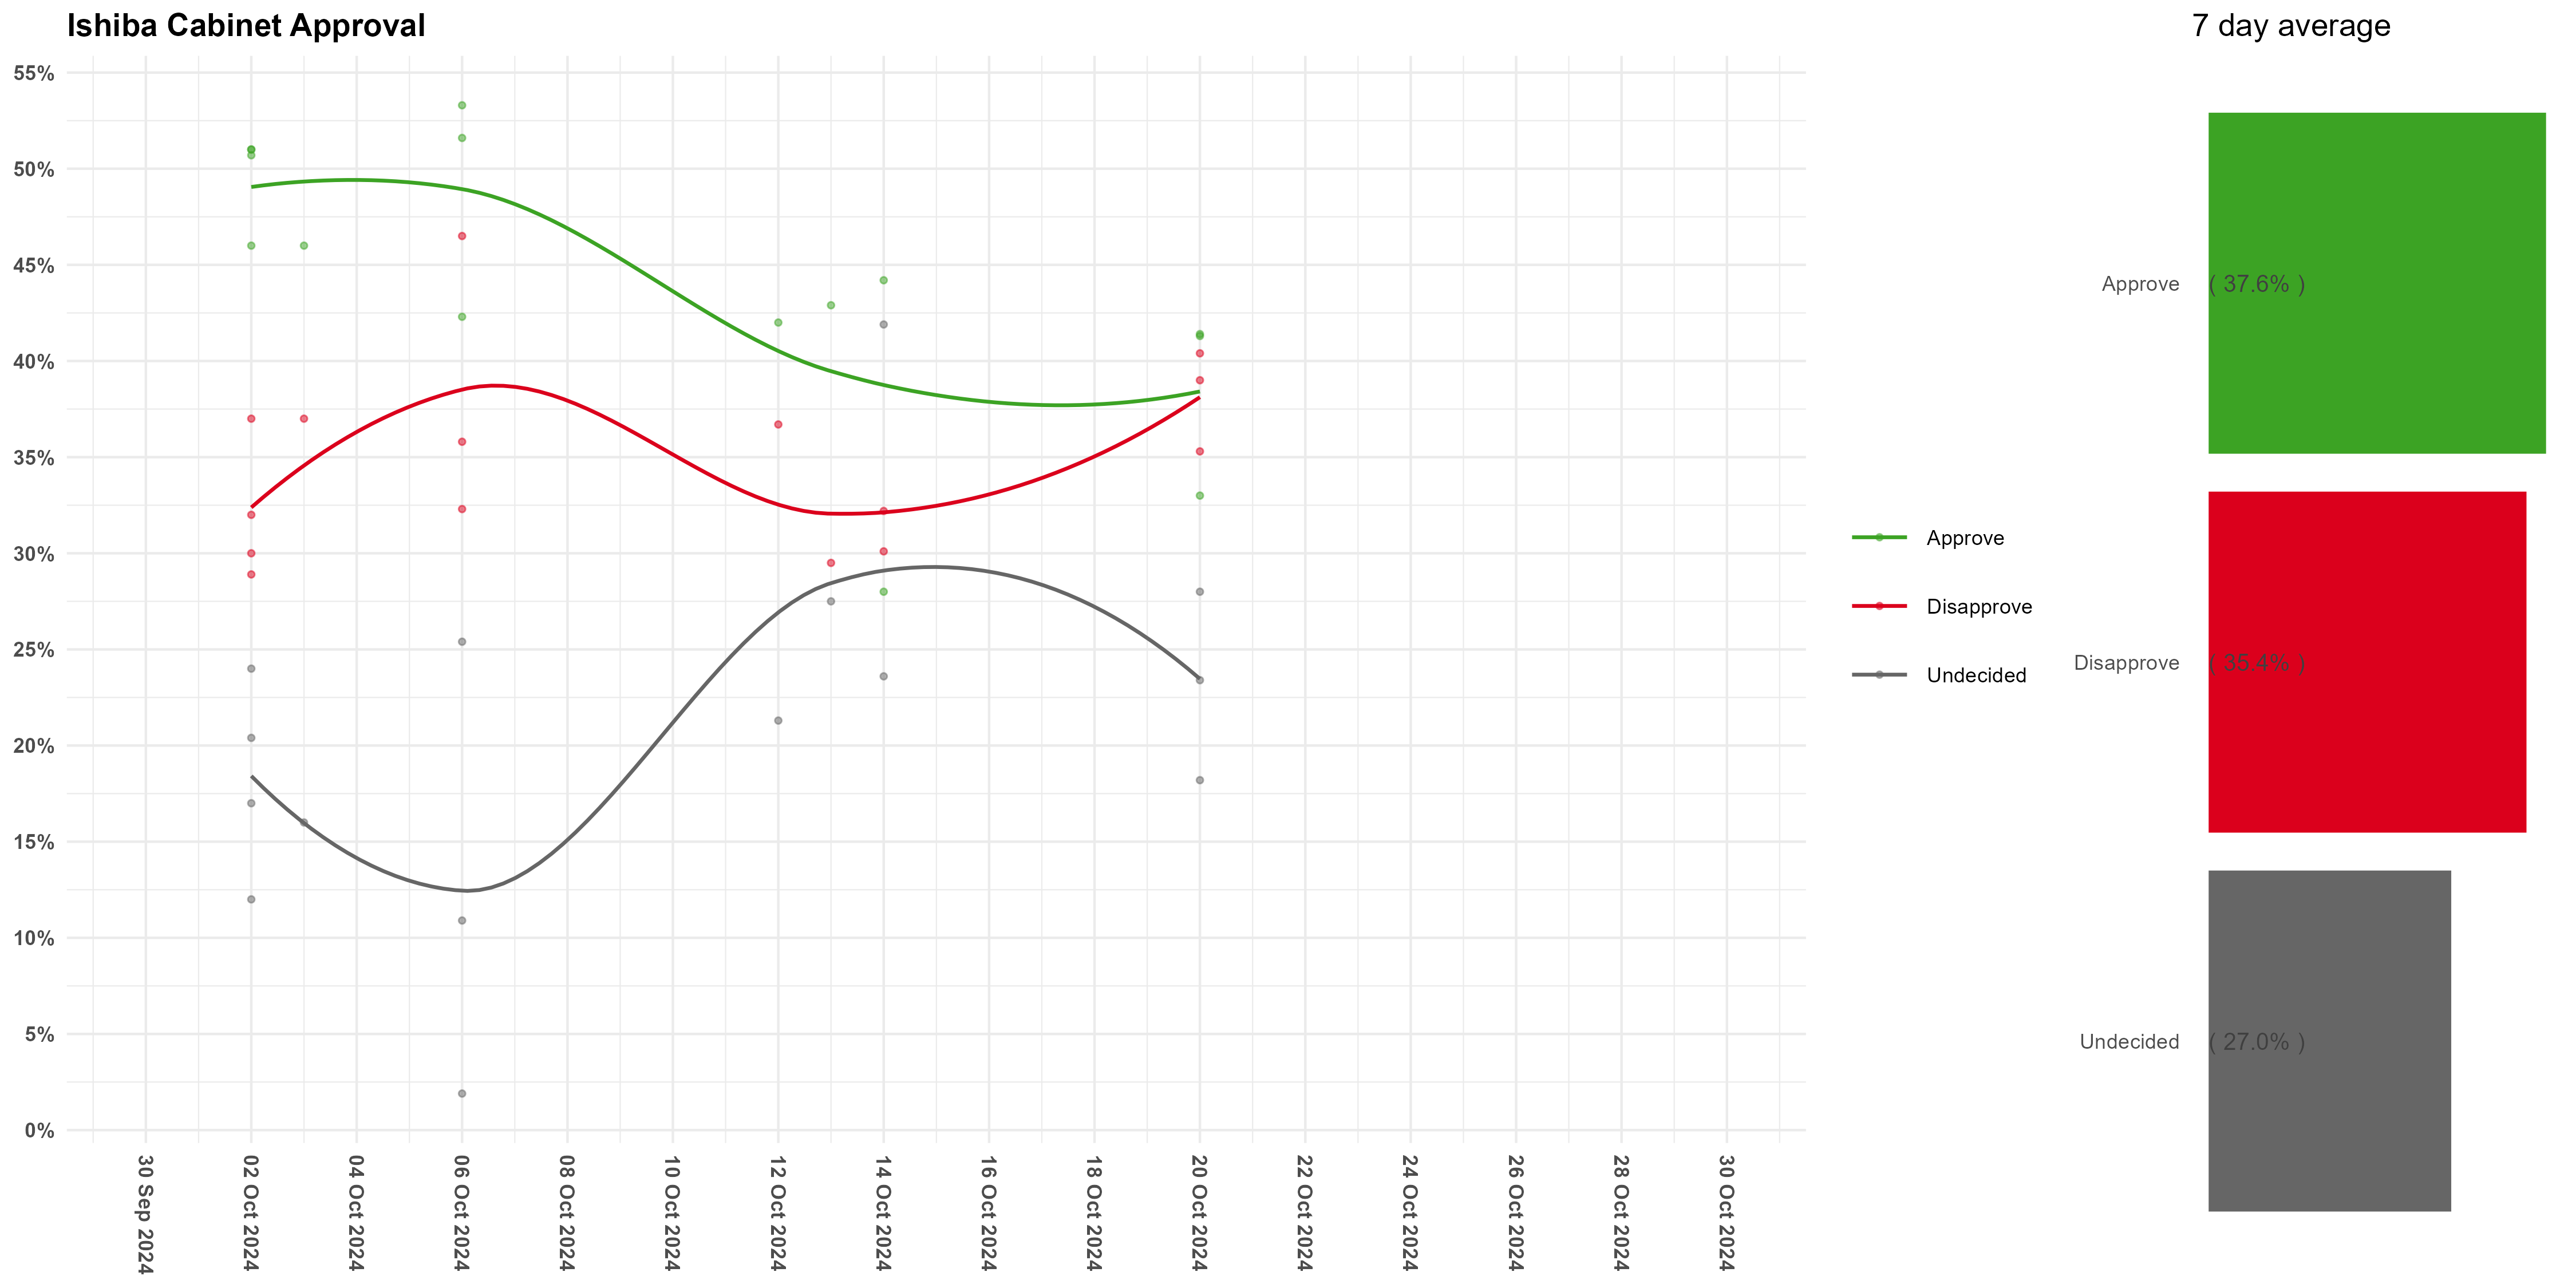 Ishiba Cabinet Approval
7 day average
55%
50%
45%
40%
35%
30%
25%
20%
15%
10%
5%
0%
30 Sep 2024
02 Oct 2024
04 Oct 2024
06 Oct 2024
08 Oct 2024
10 Oct 2024
12 Oct 2024
14 Oct 2024
16 Oct 2024
18 Oct 2024
20 Oct 2024
22 Oct 2024
24 Oct 2024
26 Oct 2024
28 Oct 2024
30 Oct 2024
Approve
Disapprove
Undecided
Approve ( 37.6% )
Disapprove ( 35.4% )
Undecided ( 27.0% )